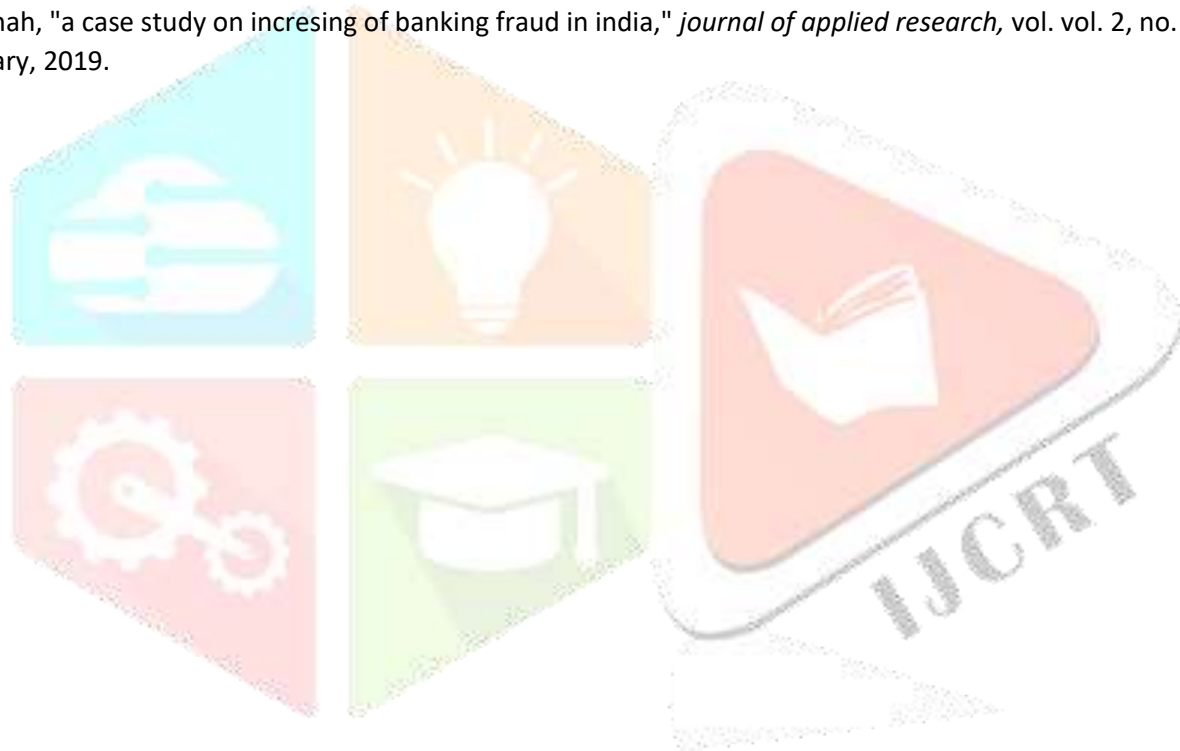 nah, "a case study on incresing of banking fraud in india," journal of applied research, vol. vol. 2, no.
ary, 2019.
IJCRT